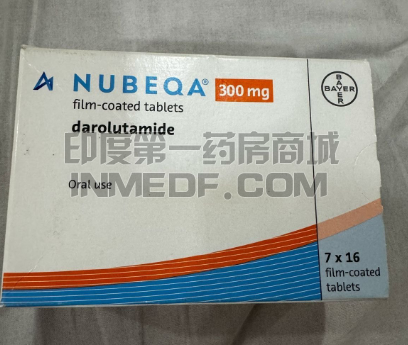 NUBEQA® 300 mg
film-coated tablets
darolutamide
BAYER
BAYER
印度第一药房商城
INMEDF.COM
Oral use
7 x 16
film-coated
tablets